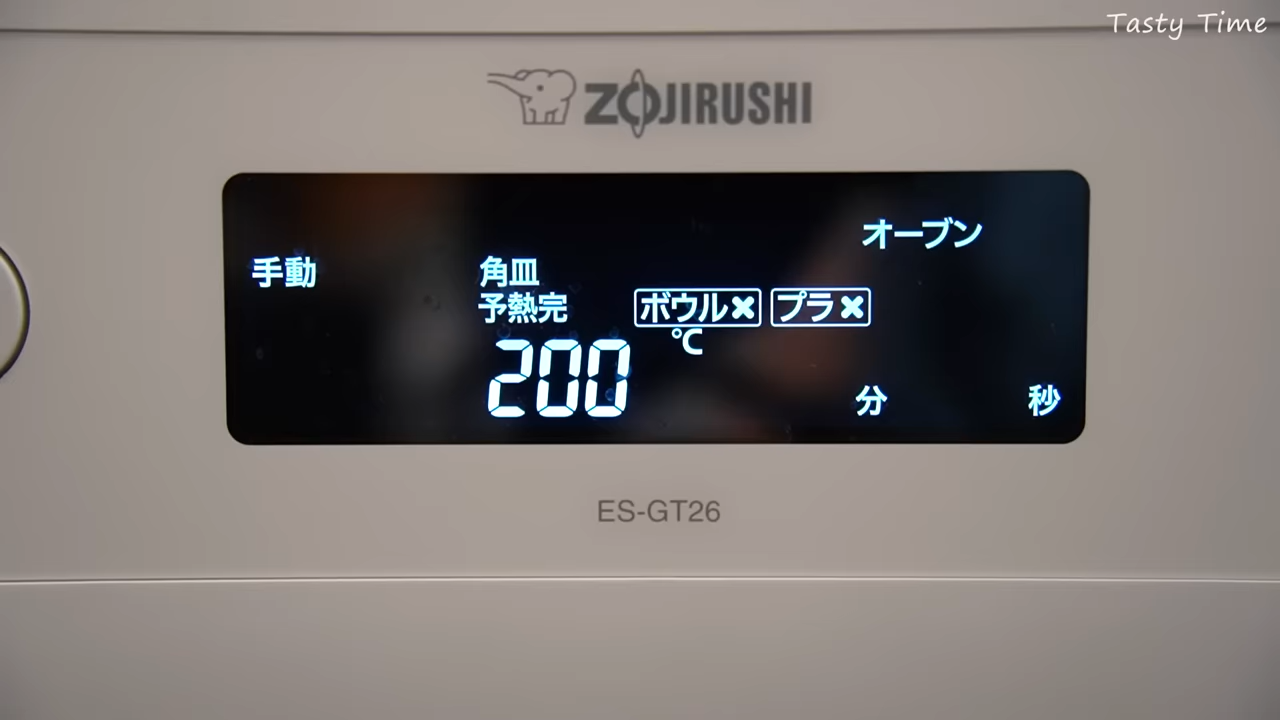 Tasty Time
ZOJIRUSHI
オーブン
手動
角皿
予熱完
ボウル✖ プラ✖
℃
200
分 秒
ES-GT26